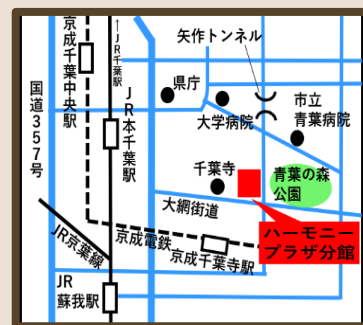 京成千葉中央駅
←JR千葉駅
矢作トンネル
県庁
国道357号
JR本千葉駅
大学病院
市立
青葉病院
千葉寺
青葉の森
公園
大網街道
ハーモニー
プラザ分館
JR京葉線
京成電鉄
京成千葉寺駅
JR
蘇我駅